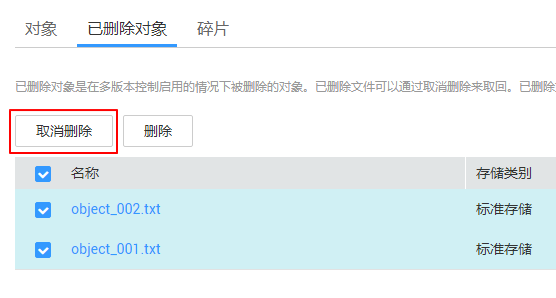 对象 已删除对象 碎片
已删除对象是在多版本控制启用的情况下被删除的对象。已删除文件可以通过取消删除来取回。已删除
取消删除 删除
名称 存储类别
object_002.txt 标准存储
object_001.txt 标准存储